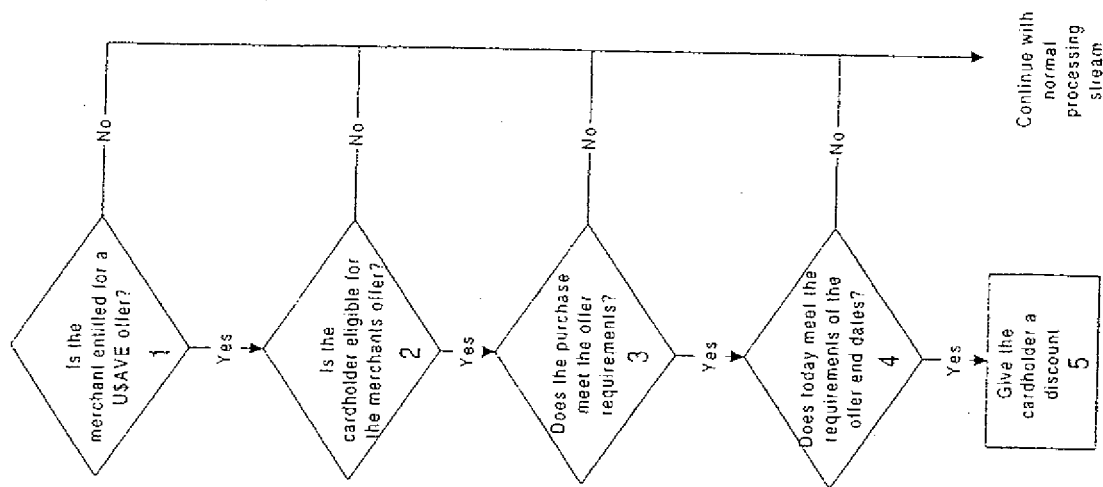 Is the
merchant entitled for a
U$AVE offer?
1
No
Yes
Is the
cardholder eligible for
the merchants offer?
2
No
Yes
Does the purchase
meet the offer
requirements?
3
No
Yes
Does today meet the
requirements of the
offer end dates?
4
No
Yes
Give the
cardholder a
discount
5
Continue with
normal
processing
stream